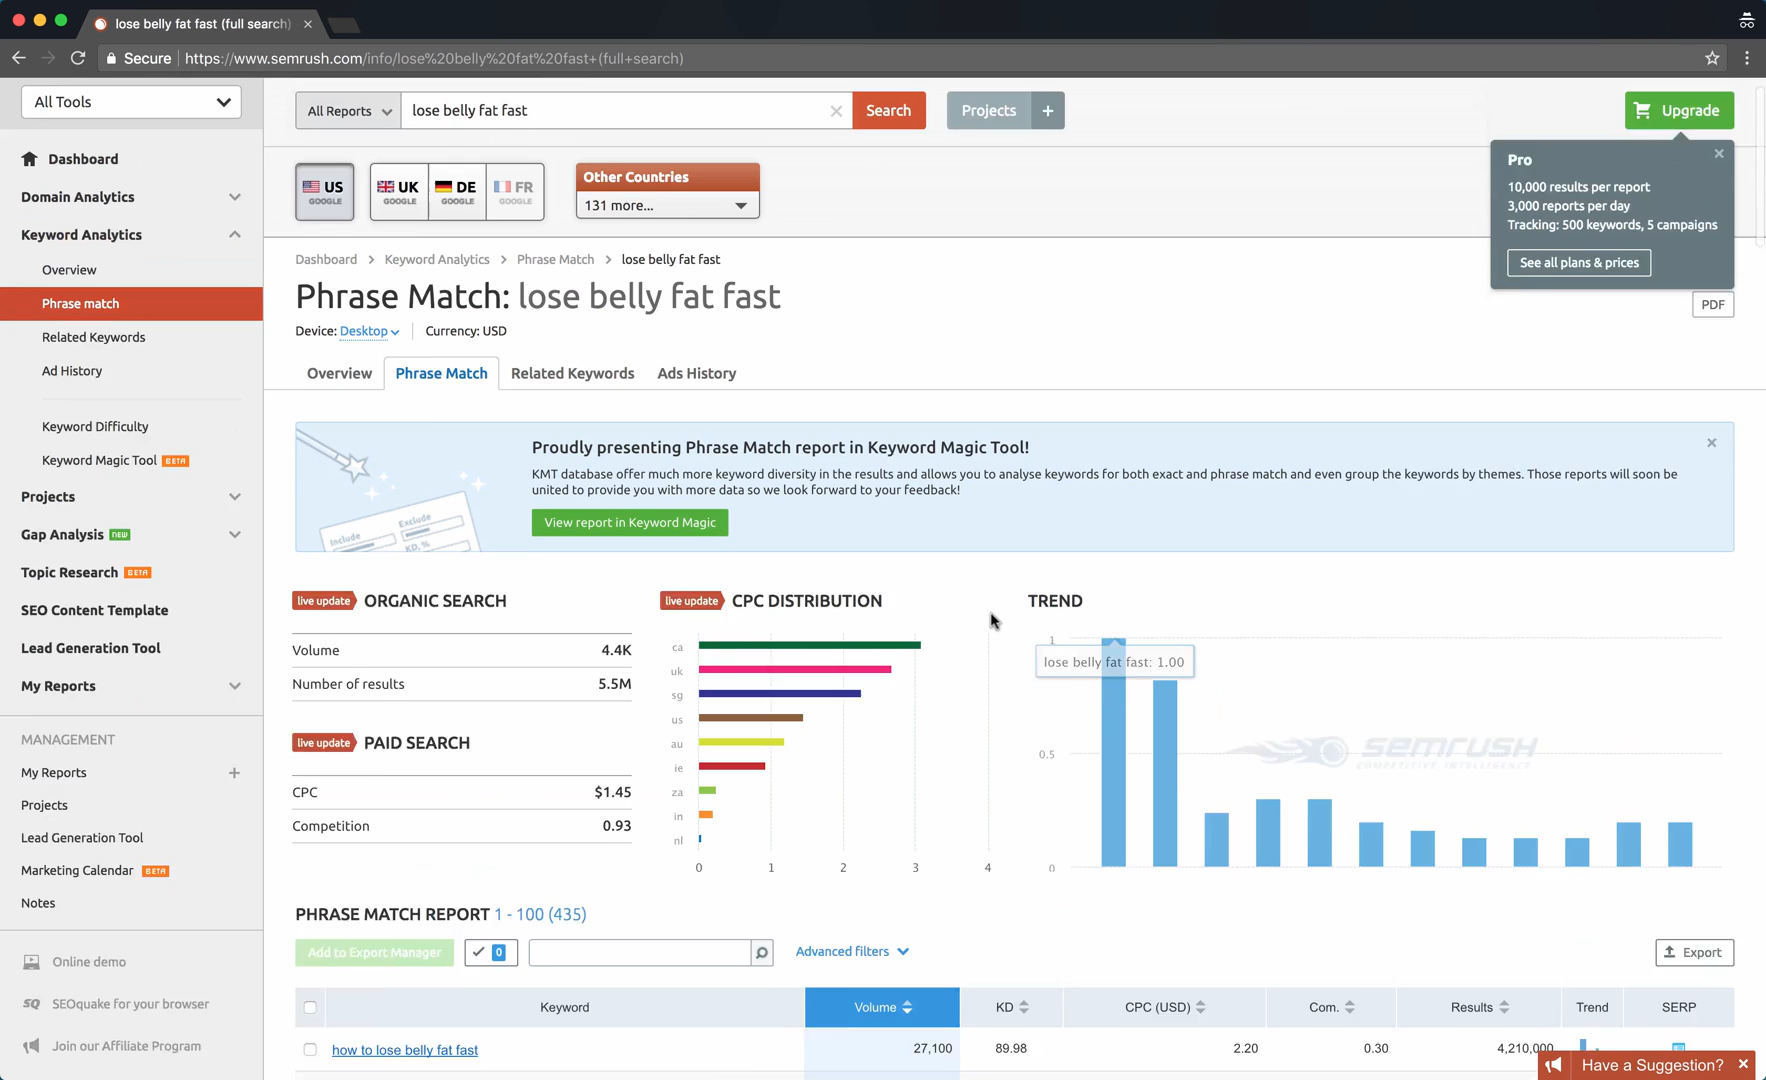 lose belly fat fast (full search)
Secure https://www.semrush.com/info/lose%20belly%20fat%20fast+(full+search)
All Tools
All Reports lose belly fat fast Search Projects + Upgrade
Pro
10,000 results per report
3,000 reports per day
Tracking: 500 keywords, 5 campaigns
See all plans & prices
PDF
Dashboard
Domain Analytics
Keyword Analytics
Overview
Phrase match
Related Keywords
Ad History
Keyword Difficulty
Keyword Magic Tool BETA
Projects
Gap Analysis NEW
Topic Research BETA
SEO Content Template
Lead Generation Tool
My Reports
MANAGEMENT
My Reports +
Projects
Lead Generation Tool
Marketing Calendar BETA
Notes
Online demo
SQ SEOquake for your browser
Join our Affiliate Program
US GOOGLE
UK GOOGLE
DE GOOGLE
FR GOOGLE
Other Countries
131 more...
Dashboard > Keyword Analytics > Phrase Match > lose belly fat fast
Phrase Match: lose belly fat fast
Device: Desktop Currency: USD
Overview Phrase Match Related Keywords Ads History
Proudly presenting Phrase Match report in Keyword Magic Tool!
KMT database offer much more keyword diversity in the results and allows you to analyse keywords for both exact and phrase match and even group the keywords by themes. Those reports will soon be
united to provide you with more data so we look forward to your feedback!
View report in Keyword Magic
Include
Exclude
KD, %
live update ORGANIC SEARCH
Volume 4.4K
Number of results 5.5M
live update PAID SEARCH
CPC $1.45
Competition 0.93
live update CPC DISTRIBUTION
ca
uk
sg
us
au
ie
za
in
nl
0 1 2 3 4
TREND
1
lose belly fat fast: 1.00
0.5
SEMRUSH
COMPETITIVE INTELLIGENCE
0
PHRASE MATCH REPORT 1 - 100 (435)
Add to Export Manager 0 Advanced filters Export
Keyword Volume KD CPC (USD) Com. Results Trend SERP
how to lose belly fat fast 27,100 89.98 2.20 0.30 4,210,000
Have a Suggestion?